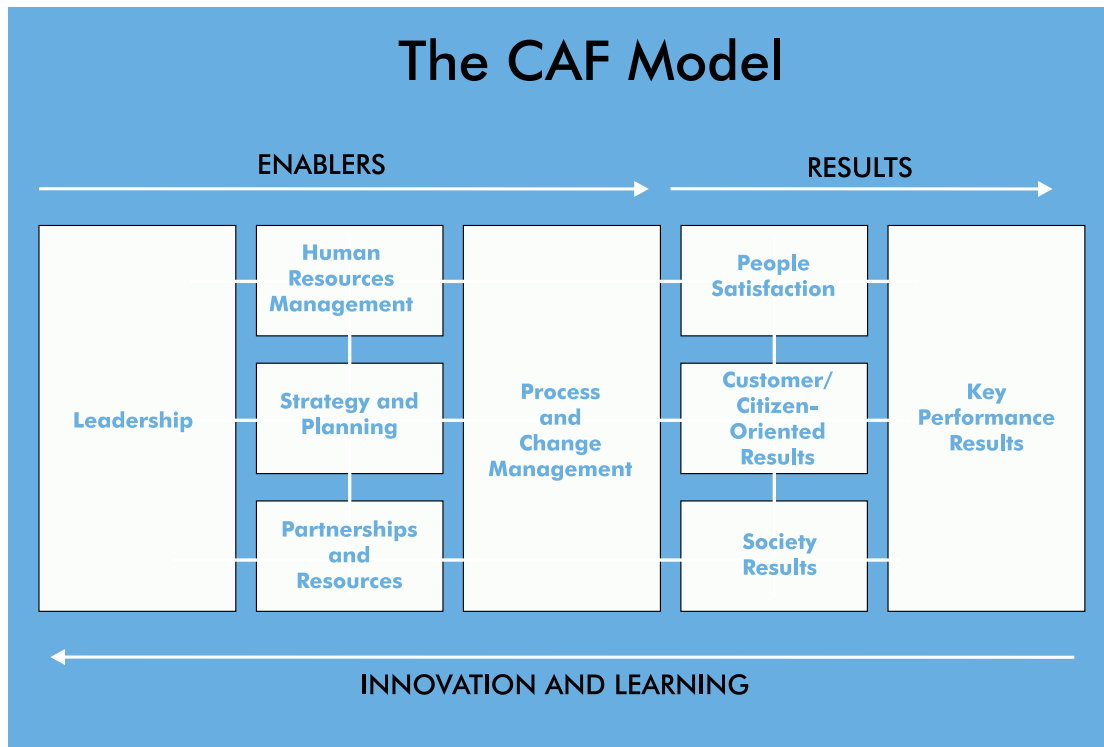 The CAF Model
ENABLERS
RESULTS
Leadership
Human
Resources
Management
Strategy and
Planning
Partnerships
and
Resources
Process
and
Change
Management
People
Satisfaction
Customer/
Citizen-
Oriented
Results
Society
Results
Key
Performance
Results
INNOVATION AND LEARNING